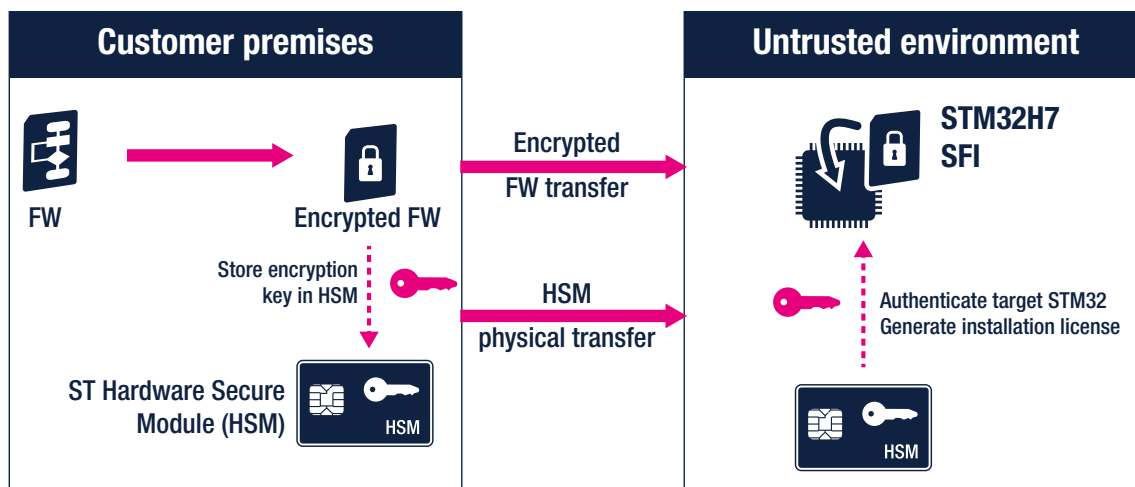 Customer premises
Untrusted environment
FW
Encrypted FW
Store encryption
key in HSM
ST Hardware Secure
Module (HSM)
HSM
Encrypted
FW transfer
HSM
physical transfer
STM32H7
SFI
Authenticate target STM32
Generate installation license
HSM